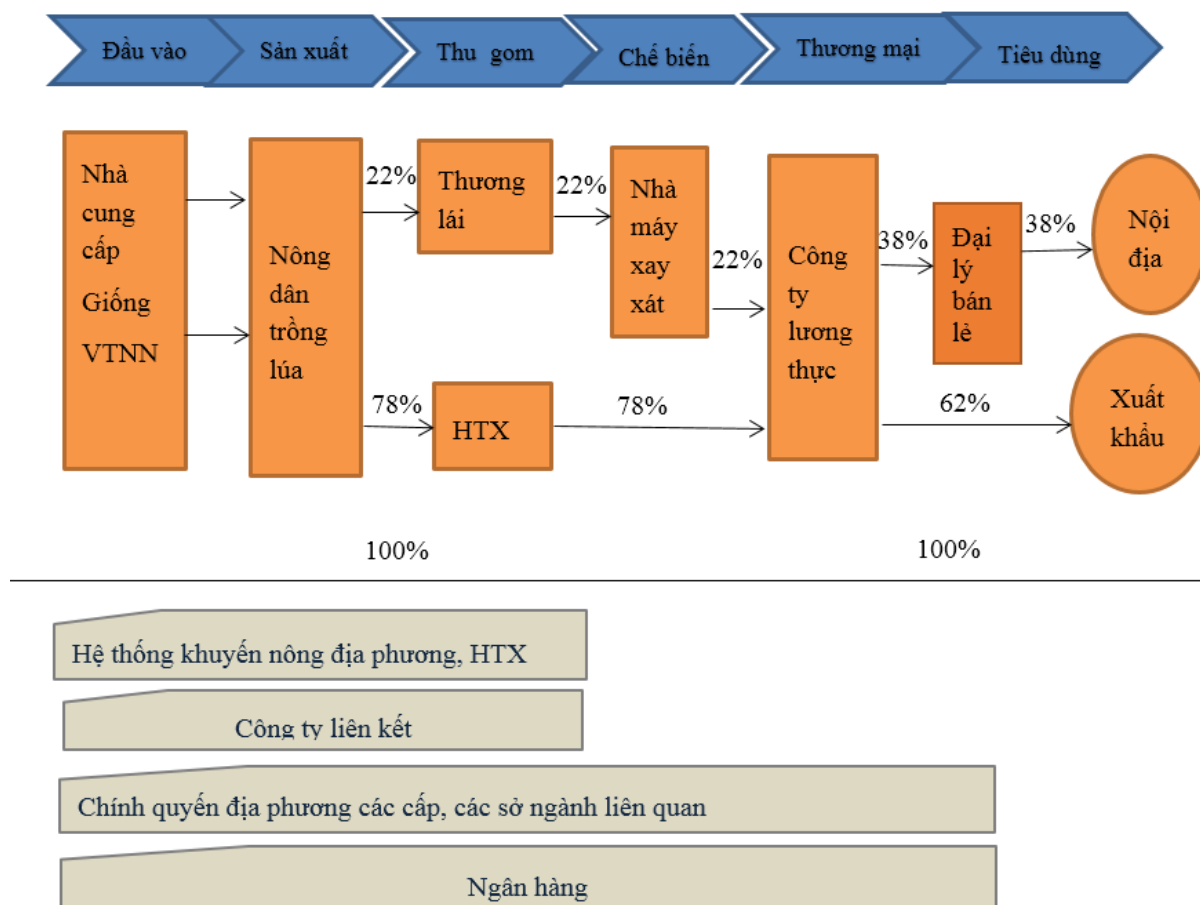 Đầu vào
Sản xuất
Thu gom
Chế biến
Thương mại
Tiêu dùng
Nhà
cung
cấp
Giống
VTNN
Nông
dân
trồng
lúa
22%
Thương
lái
22%
Nhà
máy
xay
xát
22%
78%
HTX
78%
Công
ty
lương
thực
38%
Đại
lý
bán
lẻ
38%
Nội
địa
62%
Xuất
khẩu
100%
100%
Hệ thống khuyến nông địa phương, HTX
Công ty liên kết
Chính quyến địa phương các cấp, các sở ngành liên quan
Ngân hàng